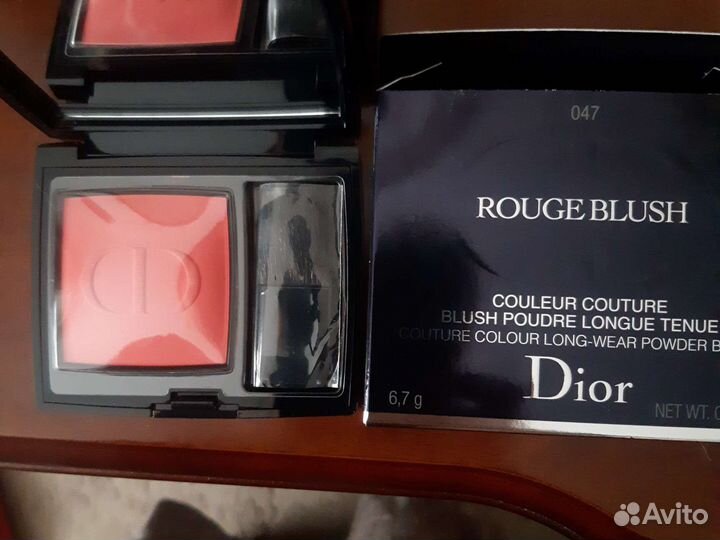 047
ROUGE BLUSH
COULEUR COUTURE
BLUSH POUDRE LONGUE TENUE
COUTURE COLOUR LONG-WEAR POWDER
Dior
6,7 g
NET WT.
CD
Avito